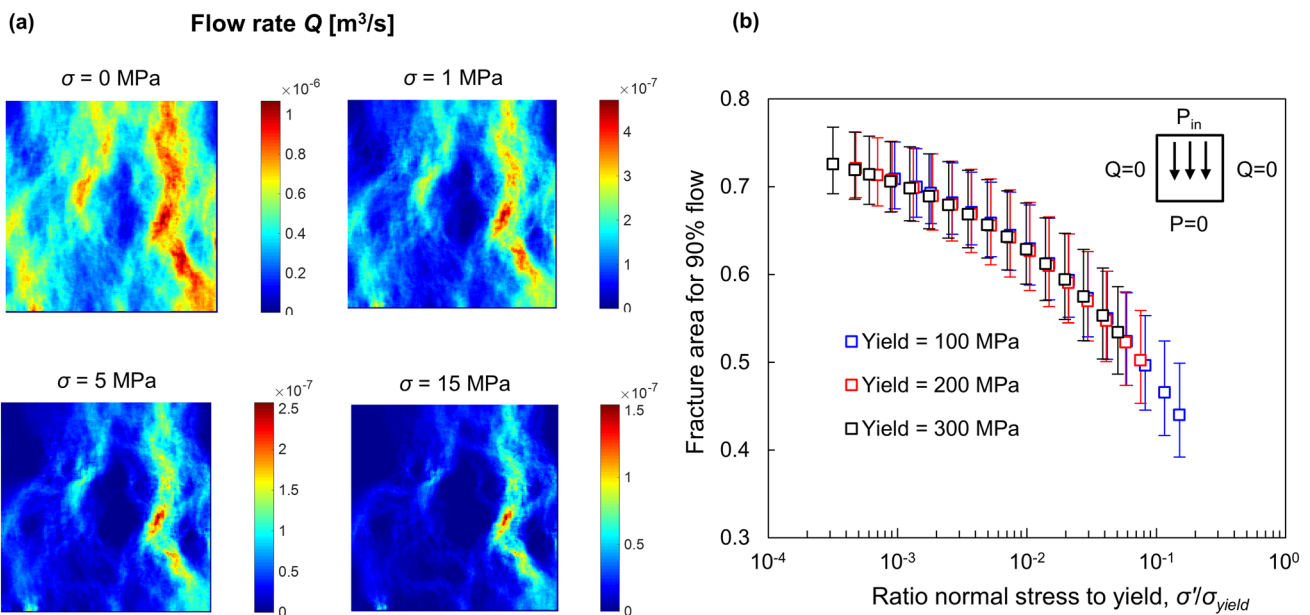 (a)
Flow rate Q [m³/s]
σ = 0 MPa
×10⁻⁶
1
0.8
0.6
0.4
0.2
0
σ = 1 MPa
×10⁻⁷
4
3
2
1
0
σ = 5 MPa
×10⁻⁷
2.5
2
1.5
1
0.5
0
σ = 15 MPa
×10⁻⁷
1.5
1
0.5
0
(b)
Fracture area for 90% flow
0.8
0.7
0.6
0.5
0.4
0.3
P_in
Q=0
Q=0
P=0
Yield = 100 MPa
Yield = 200 MPa
Yield = 300 MPa
10⁻⁴
10⁻³
10⁻²
10⁻¹
10⁰
Ratio normal stress to yield, σ'/σ_yield